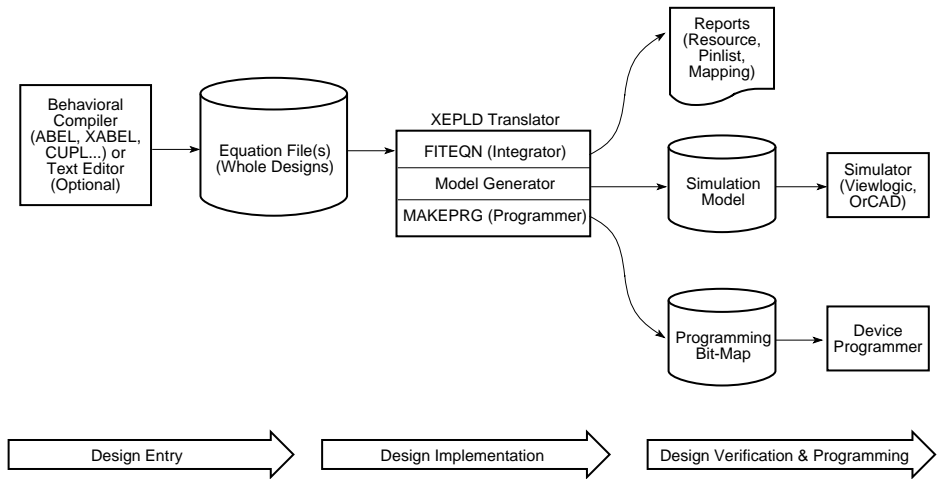 Behavioral
Compiler
(ABEL, XABEL,
CUPL...) or
Text Editor
(Optional)
Equation File(s)
(Whole Designs)
XEPLD Translator
FITEQN (Integrator)
Model Generator
MAKEPRG (Programmer)
Reports
(Resource,
Pinlist,
Mapping)
Simulation
Model
Simulator
(Viewlogic,
OrCAD)
Programming
Bit-Map
Device
Programmer
Design Entry
Design Implementation
Design Verification & Programming